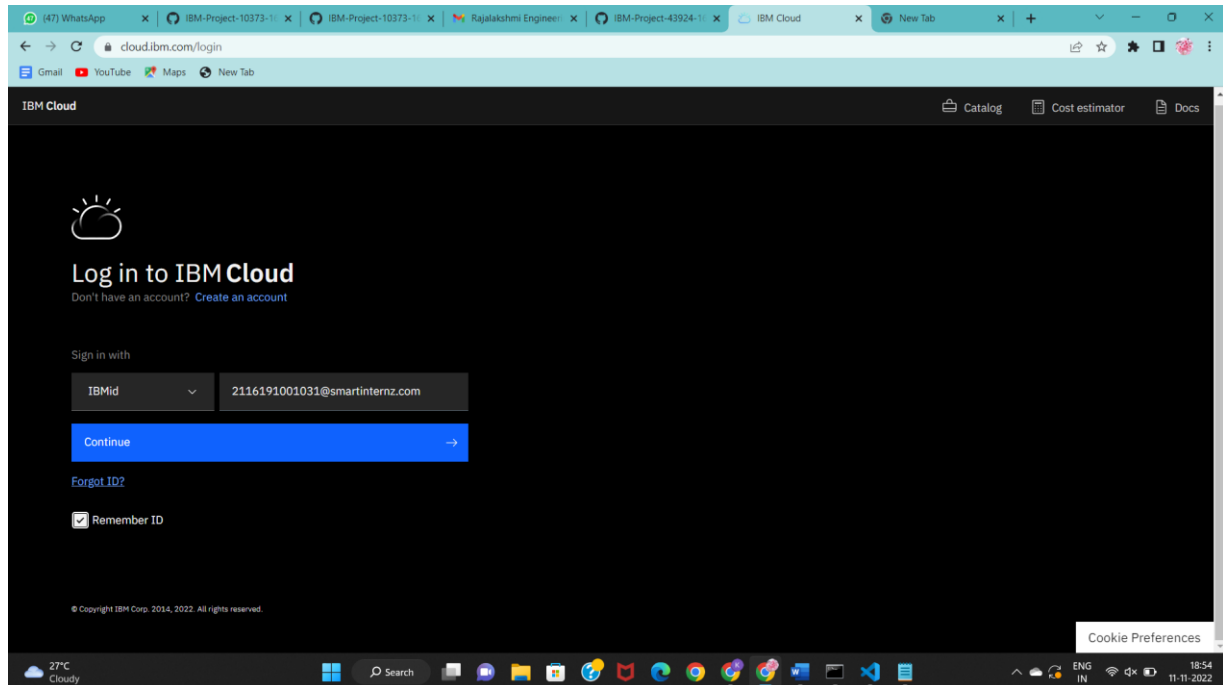 (47) WhatsApp
IBM-Project-10373-1
IBM-Project-10373-1
Rajalakshmi Engineeri
IBM-Project-43924-1
IBM Cloud
New Tab
cloud.ibm.com/login
Gmail YouTube Maps New Tab
IBM Cloud Catalog Cost estimator Docs
Log in to IBM Cloud
Don't have an account? Create an account
Sign in with
IBMid 2116191001031@smartinternz.com
Continue
Forgot ID?
Remember ID
© Copyright IBM Corp. 2014, 2022. All rights reserved.
Cookie Preferences
27°C
Cloudy
Search
ENG
IN
18:54
11-11-2022